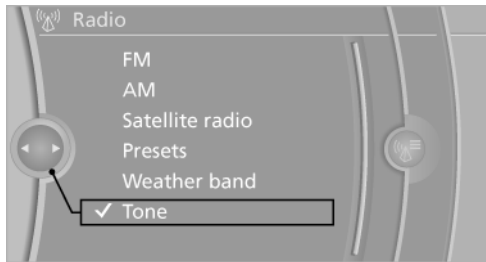 Radio
FM
AM
Satellite radio
Presets
Weather band
✓ Tone